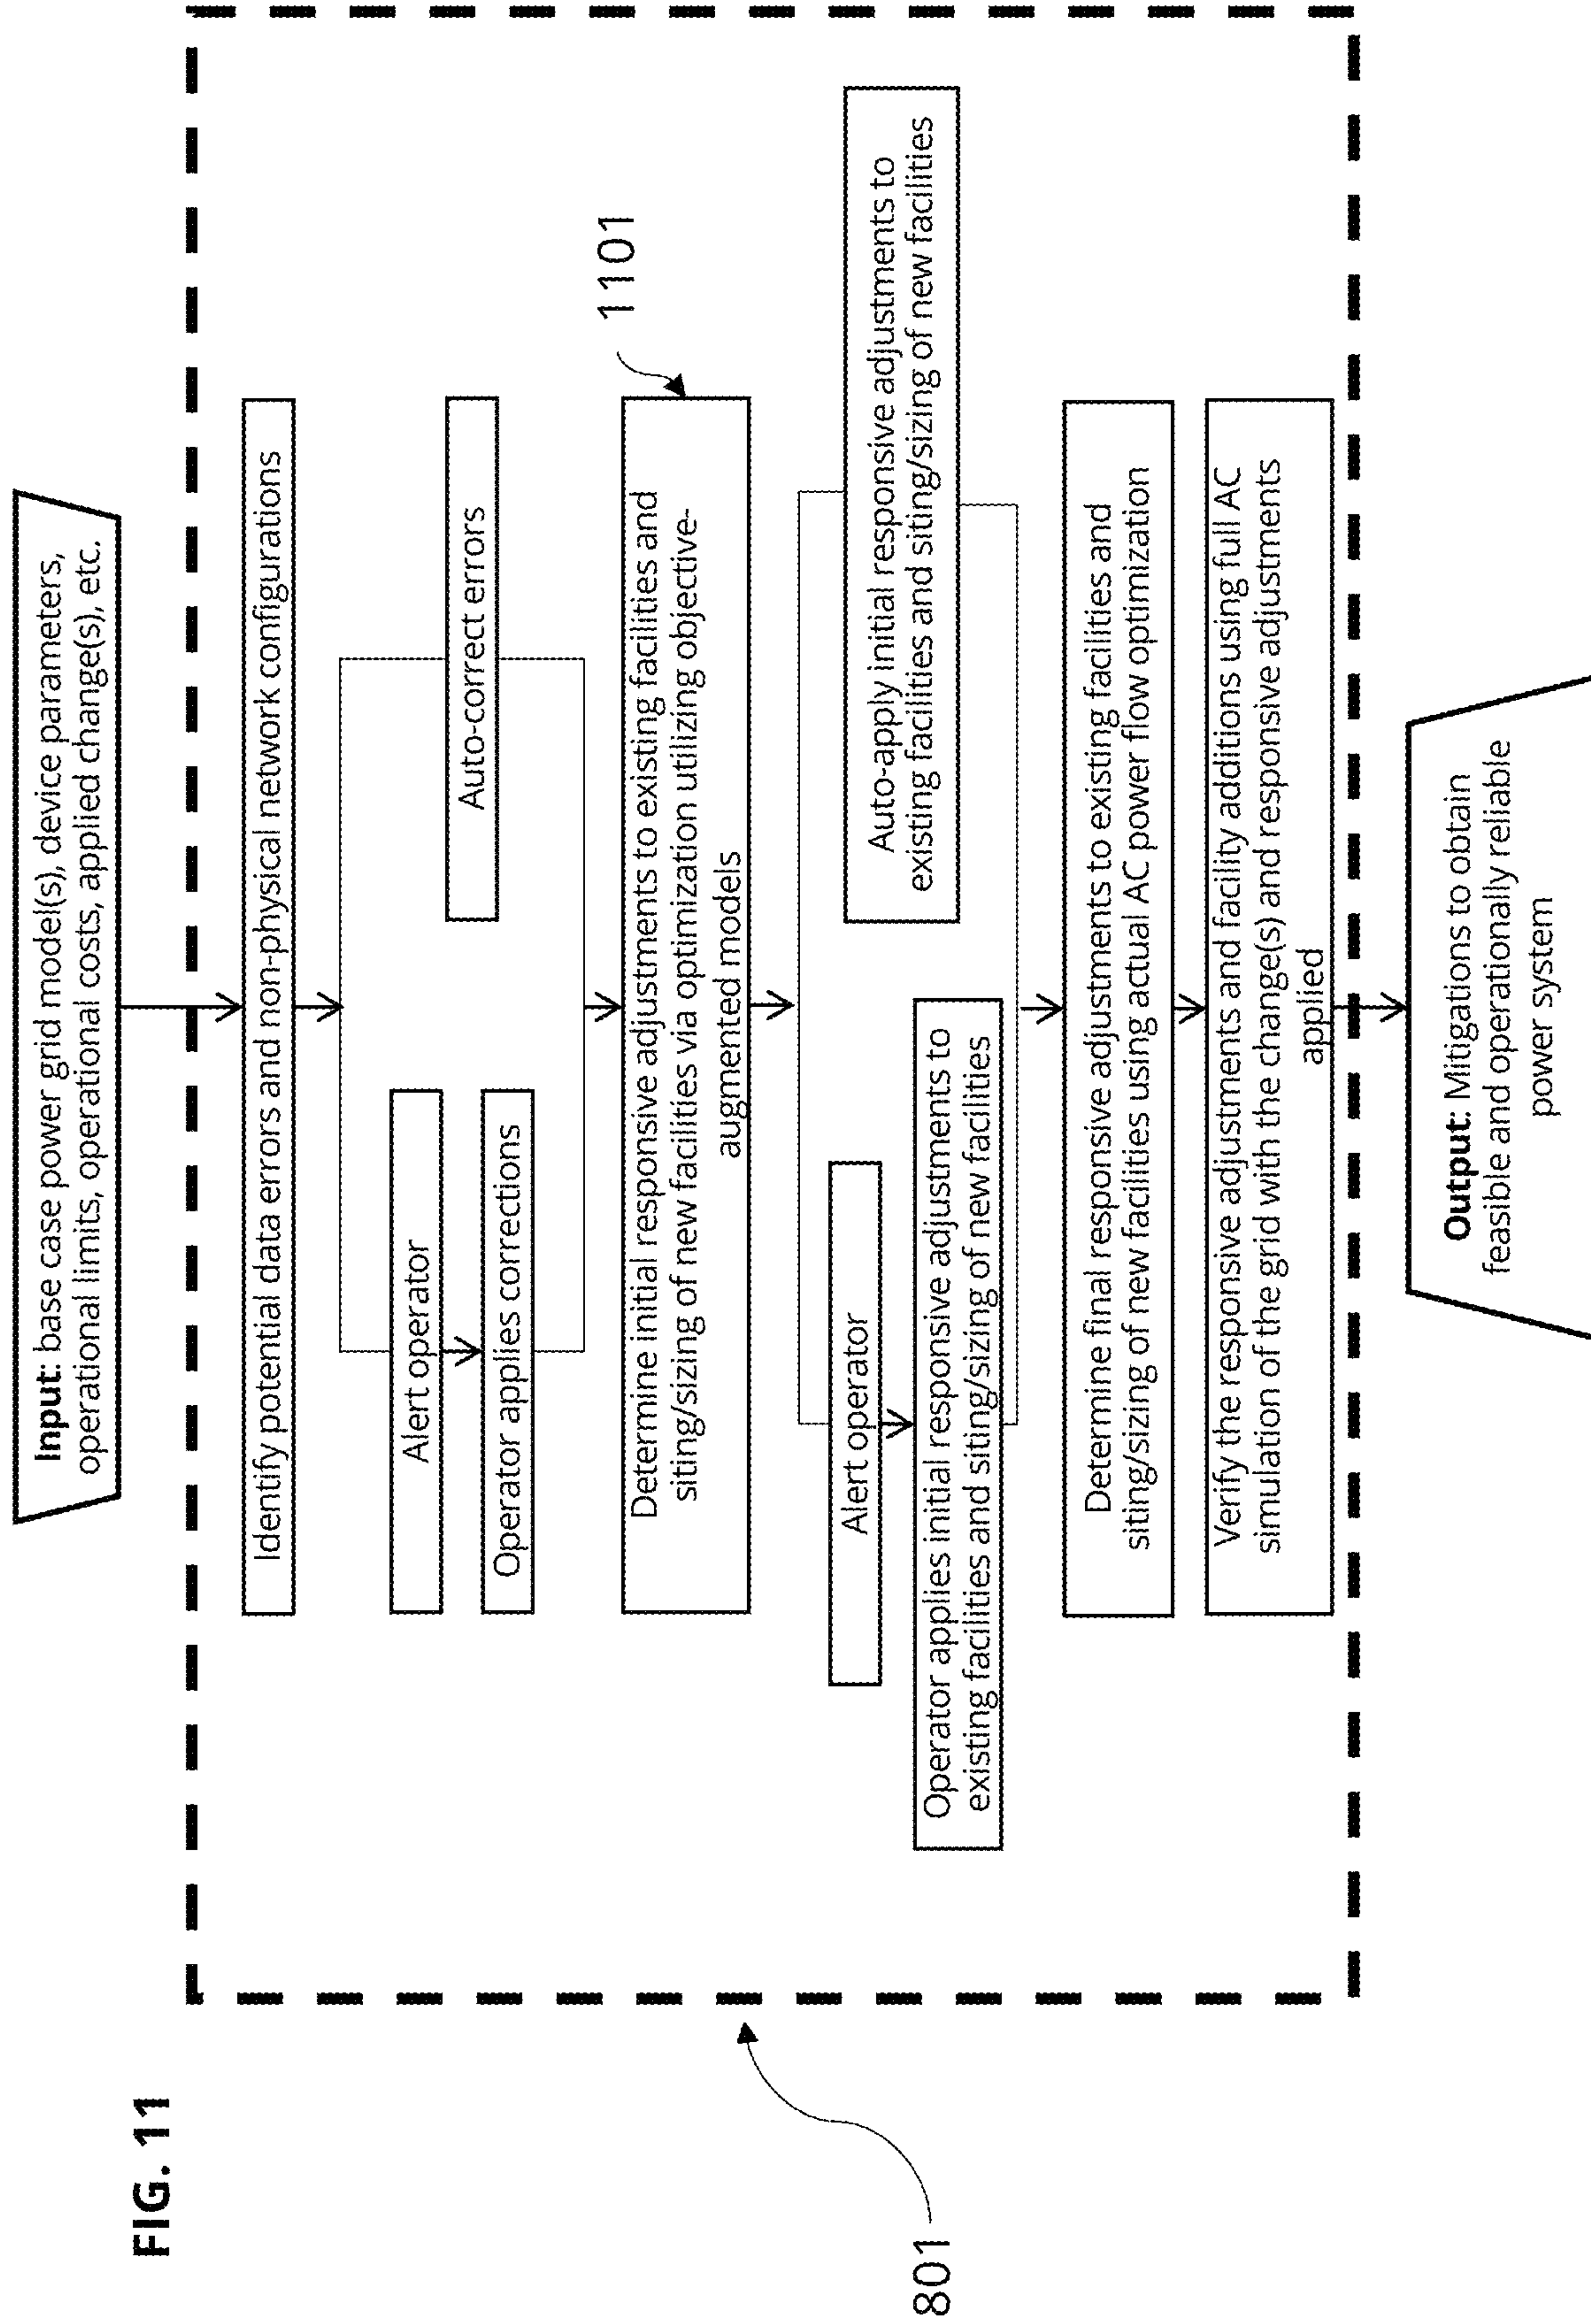 FIG. 11
Input: base case power grid model(s), device parameters,
operational limits, operational costs, applied change(s), etc.
Identify potential data errors and non-physical network configurations
Alert operator
Operator applies corrections
Auto-correct errors
1101
Determine initial responsive adjustments to existing facilities and
siting/sizing of new facilities via optimization utilizing objective-
augmented models
Alert operator
Operator applies initial responsive adjustments to
existing facilities and siting/sizing of new facilities
Auto-apply initial responsive adjustments to
existing facilities and siting/sizing of new facilities
801
Determine final responsive adjustments to existing facilities and
siting/sizing of new facilities using actual AC power flow optimization
Verify the responsive adjustments and facility additions using full AC
simulation of the grid with the change(s) and responsive adjustments
applied
Output: Mitigations to obtain
feasible and operationally reliable
power system